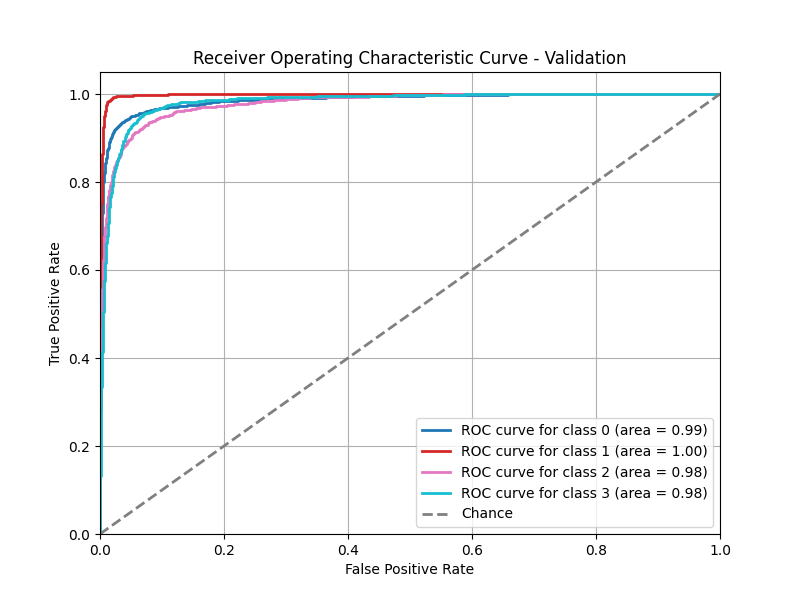 Receiver Operating Characteristic Curve - Validation
True Positive Rate
1.0
0.8
0.6
0.4
0.2
0.0
ROC curve for class 0 (area = 0.99)
ROC curve for class 1 (area = 1.00)
ROC curve for class 2 (area = 0.98)
ROC curve for class 3 (area = 0.98)
Chance
0.0 0.2 0.4 0.6 0.8 1.0
False Positive Rate